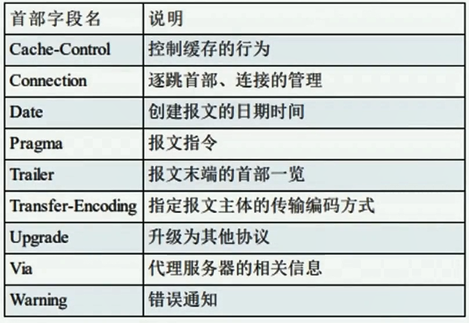 首部字段名 说明
Cache-Control 控制缓存的行为
Connection 逐跳首部、连接的管理
Date 创建报文的日期时间
Pragma 报文指令
Trailer 报文末端的首部一览
Transfer-Encoding 指定报文主体的传输编码方式
Upgrade 升级为其他协议
Via 代理服务器的相关信息
Warning 错误通知